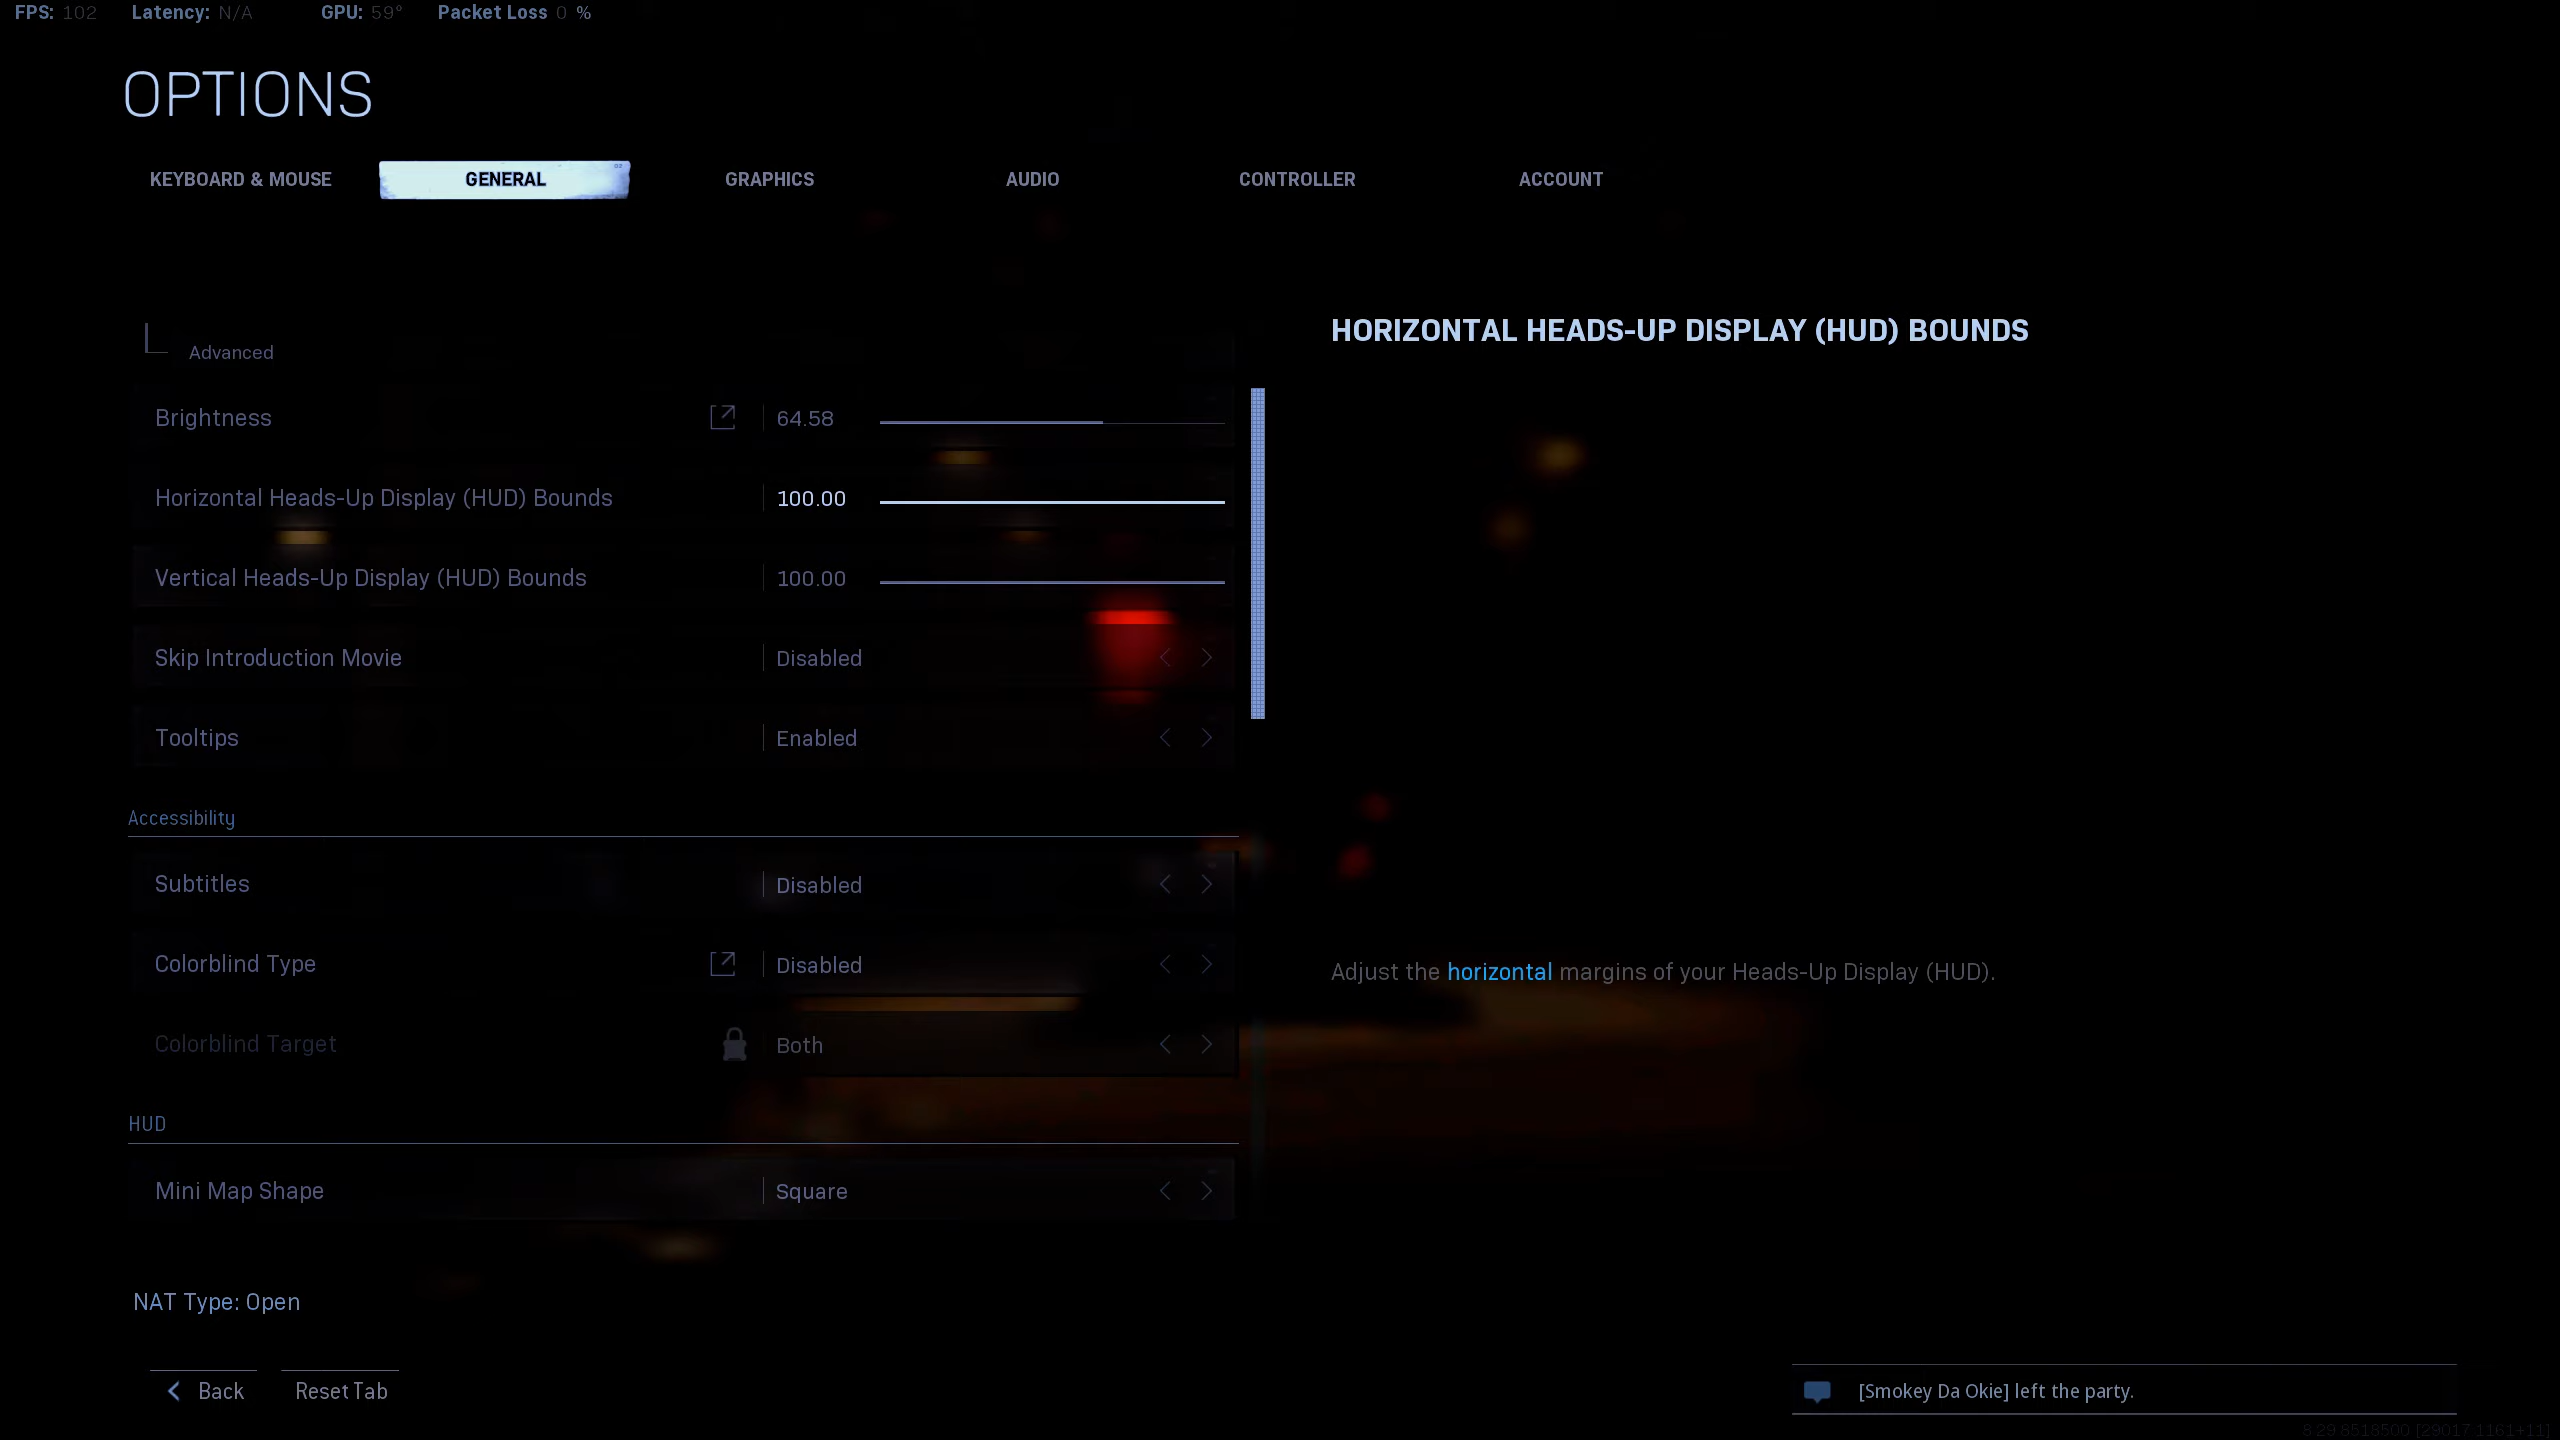 FPS: 102 Latency: N/A GPU: 59° Packet Loss 0 %
OPTIONS
KEYBOARD & MOUSE GENERAL GRAPHICS AUDIO CONTROLLER ACCOUNT
Advanced
HORIZONTAL HEADS-UP DISPLAY (HUD) BOUNDS
Brightness 64.58
Horizontal Heads-Up Display (HUD) Bounds 100.00
Vertical Heads-Up Display (HUD) Bounds 100.00
Skip Introduction Movie Disabled
Tooltips Enabled
Accessibility
Subtitles Disabled
Colorblind Type Disabled
Adjust the horizontal margins of your Heads-Up Display (HUD).
Colorblind Target Both
HUD
Mini Map Shape Square
NAT Type: Open
Back Reset Tab
[Smokey Da Okie] left the party.